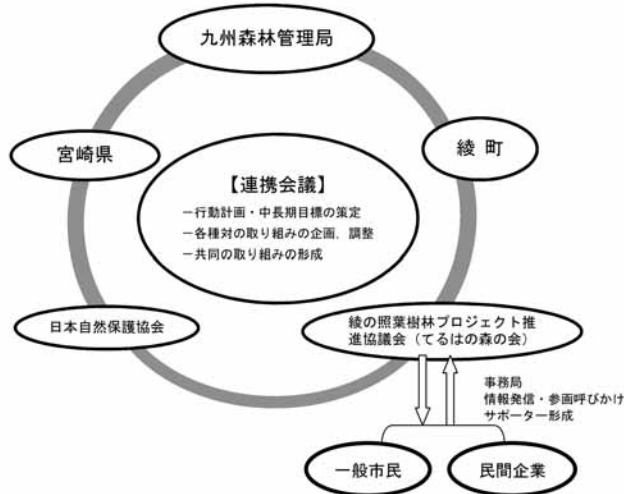 九州森林管理局
宮崎県
綾 町
【連携会議】
－行動計画・中長期目標の策定
－各種対の取り組みの企画、調整
－共同の取り組みの形成
日本自然保護協会
綾の照葉樹林プロジェクト推
進協議会（てるはの森の会）
事務局
情報発信・参画呼びかけ
サポーター形成
一般市民
民間企業